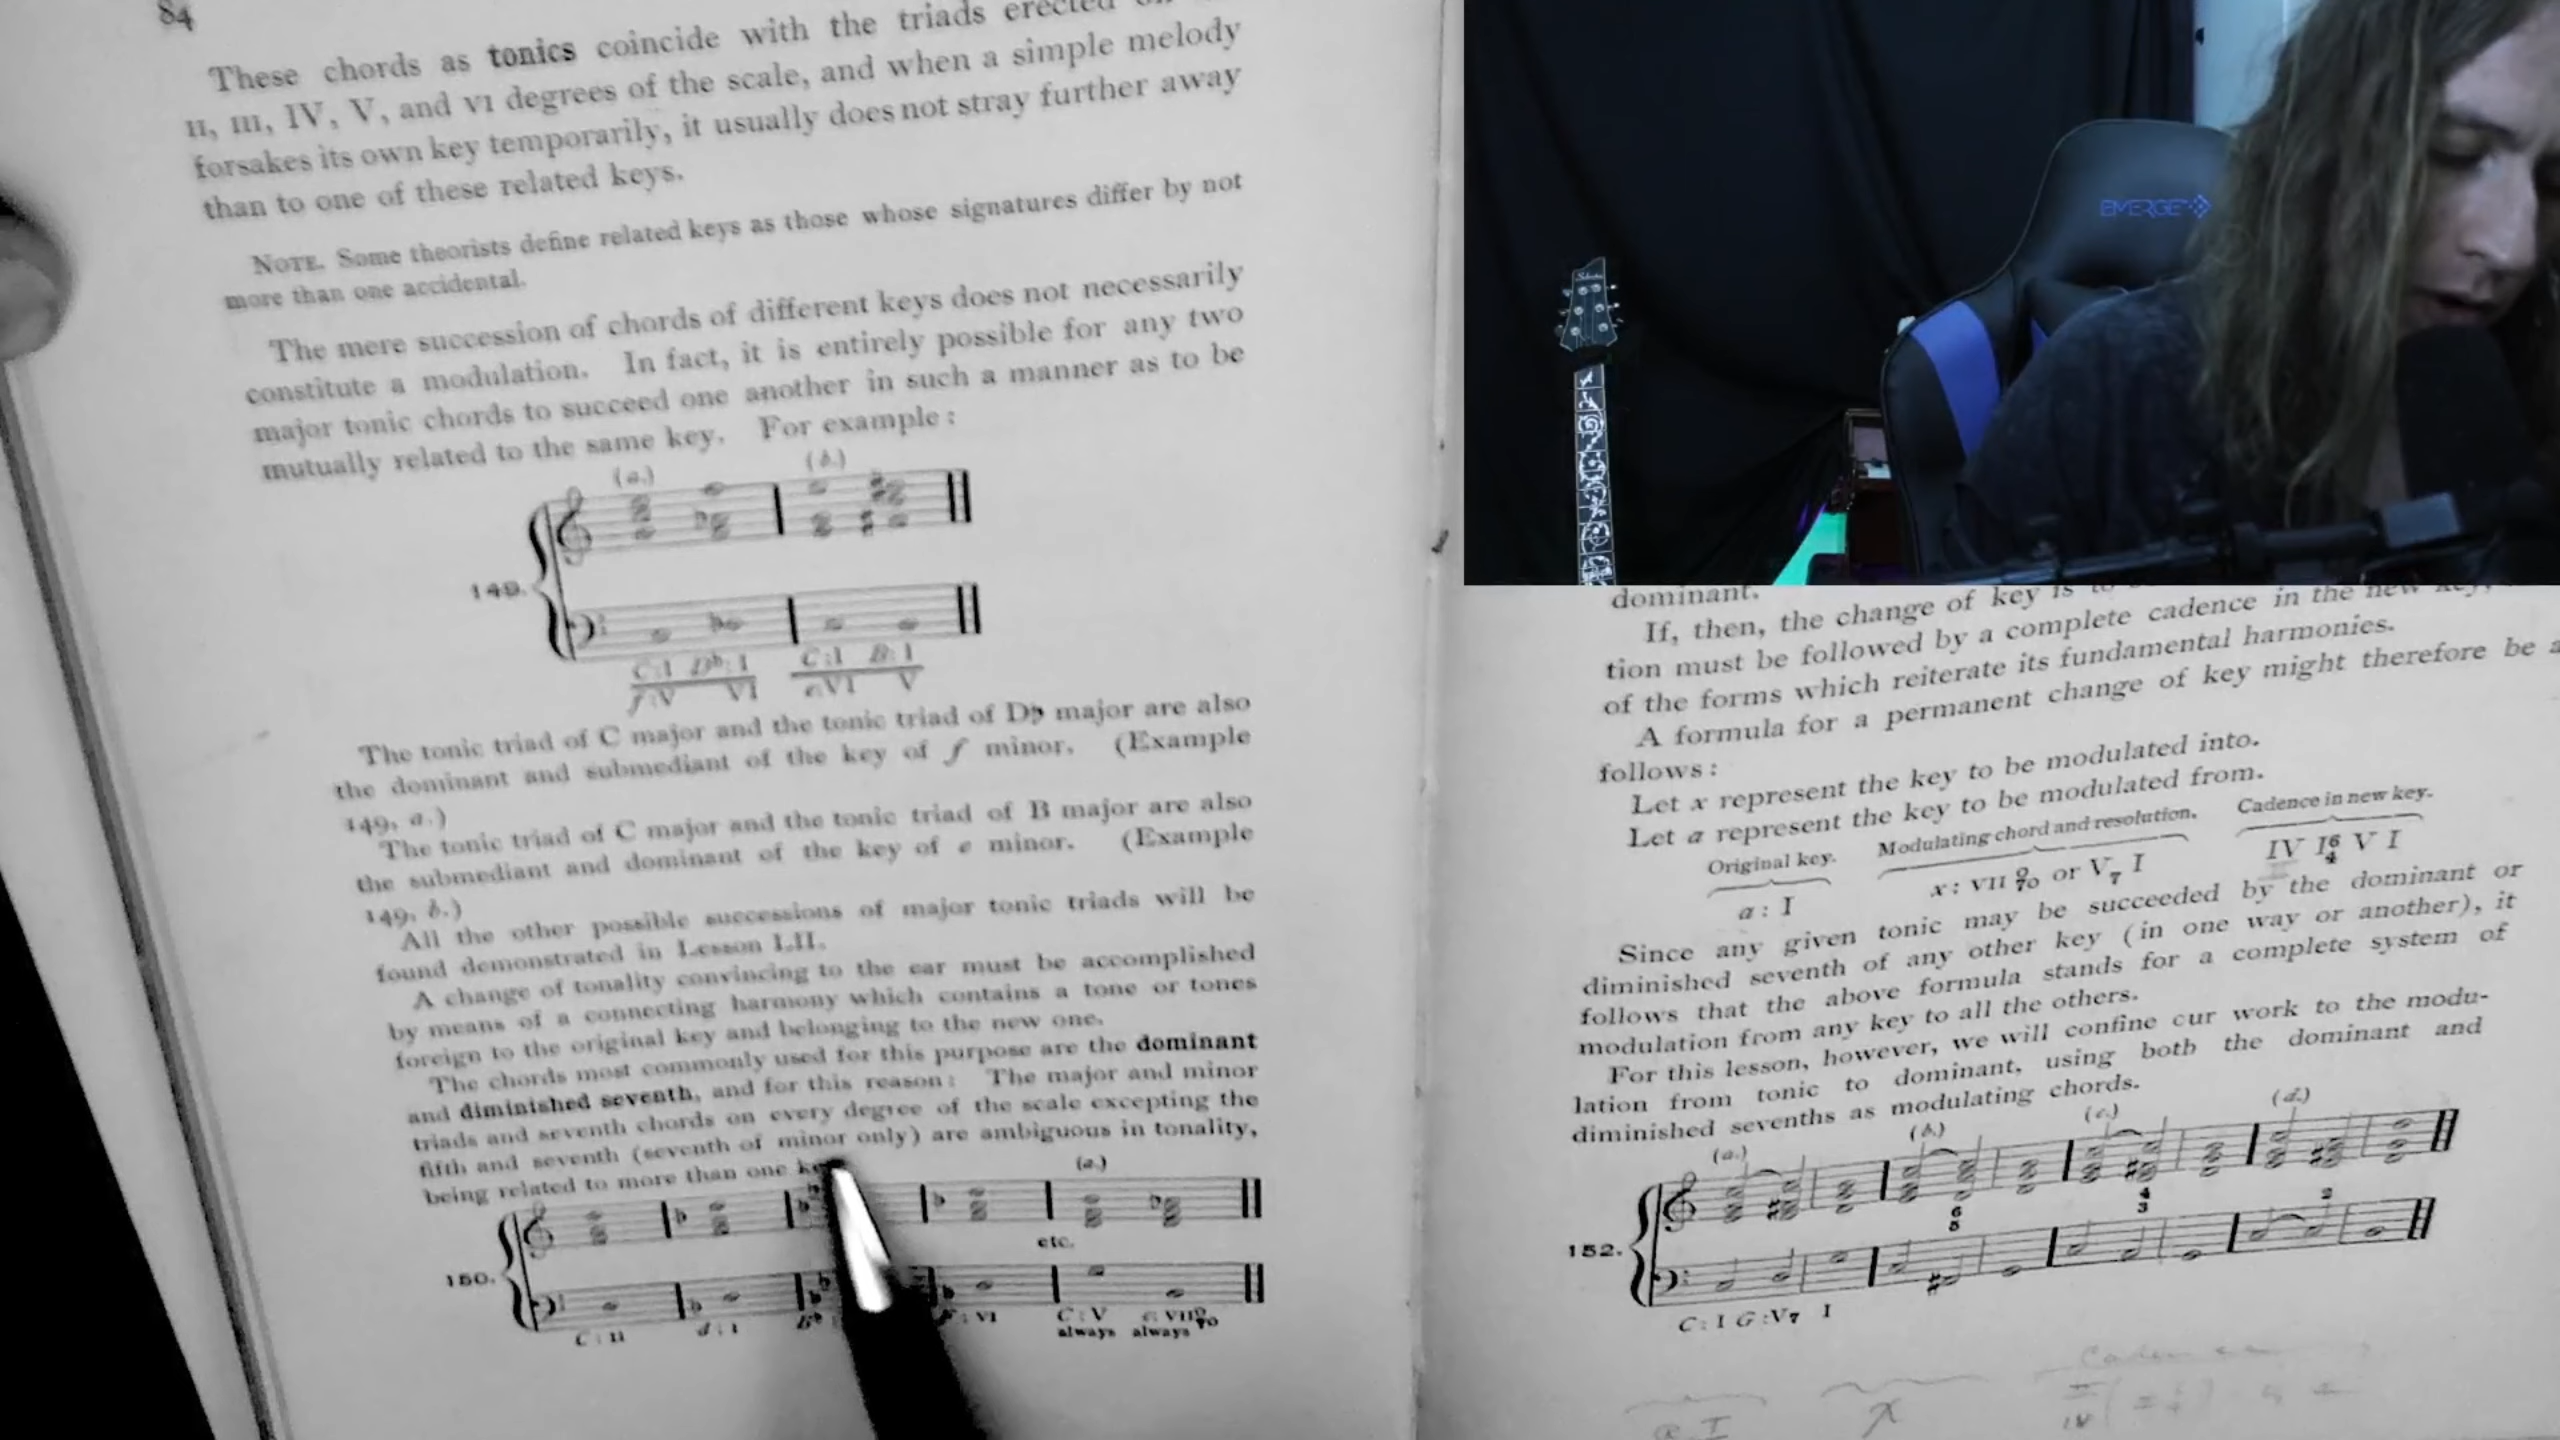 84
These chords as tonics coincide with the triads erected
II, III, IV, V, and VI degrees of the scale, and when a simple melody
forsakes its own key temporarily, it usually does not stray further away
than to one of these related keys.
NOTE. Some theorists define related keys as those whose signatures differ by not
more than one accidental.
The mere succession of chords of different keys does not necessarily
constitute a modulation. In fact, it is entirely possible for any two
major tonic chords to succeed one another in such a manner as to be
mutually related to the same key. For example:
(a.) (b.)
149.
C:I D♭:I C:I B:I
f:V VI e:VI V
The tonic triad of C major and the tonic triad of D♭ major are also
the dominant and submediant of the key of f minor. (Example
149, a.)
The tonic triad of C major and the tonic triad of B major are also
the submediant and dominant of the key of e minor. (Example
149, b.)
All the other possible successions of major tonic triads will be
found demonstrated in Lesson LII.
A change of tonality convincing to the ear must be accomplished
by means of a connecting harmony which contains a tone or tones
foreign to the original key and belonging to the new one.
The chords most commonly used for this purpose are the dominant
and diminished seventh, and for this reason: The major and minor
triads and seventh chords on every degree of the scale excepting the
fifth and seventh (seventh of minor only) are ambiguous in tonality,
being related to more than one
(a.)
etc.
150.
C:II d:I B♭ VI C:V c:VII
always always
EMERGE
Schecter
dominant.
If, then, the change of key is to
tion must be followed by a complete cadence in the new key,
of the forms which reiterate its fundamental harmonies.
A formula for a permanent change of key might therefore be a
follows:
Let x represent the key to be modulated into.
Let a represent the key to be modulated from.
Original key. Modulating chord and resolution. Cadence in new key.
a: I x: VII 7o or V7 I IV I64 V I
Since any given tonic may be succeeded by the dominant or
diminished seventh of any other key (in one way or another), it
follows that the above formula stands for a complete system of
modulation from any key to all the others.
For this lesson, however, we will confine our work to the modu-
lation from tonic to dominant, using both the dominant and
diminished sevenths as modulating chords.
(a.) (b.) (c.) (d.)
6 4 2
5 3
152.
C: I G:V7 I